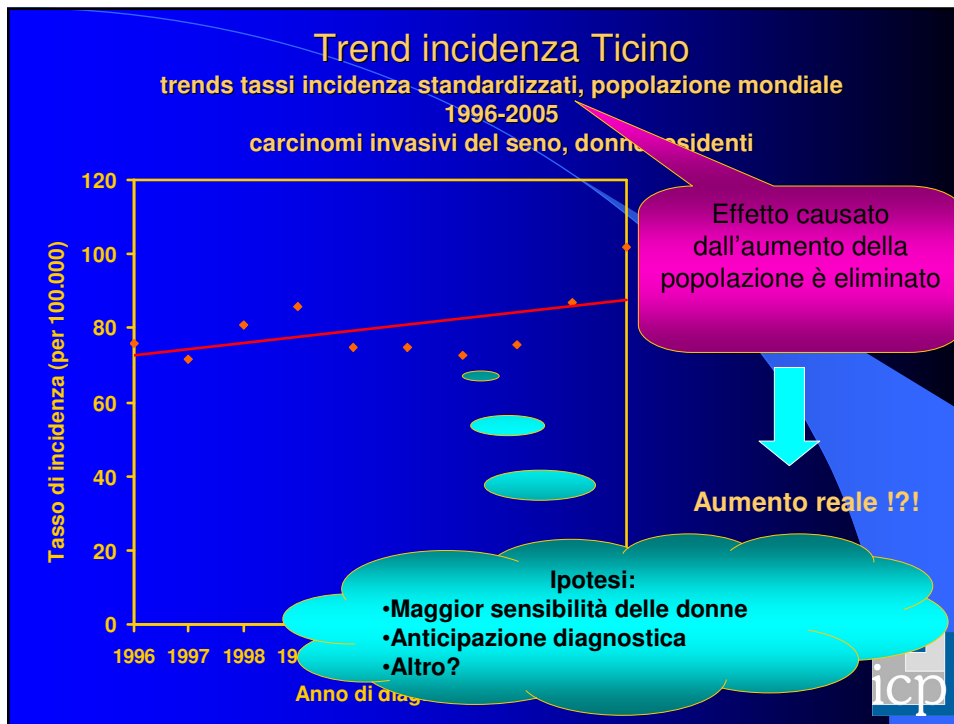 Trend incidenza Ticino
trends tassi incidenza standardizzati, popolazione mondiale
1996-2005
carcinomi invasivi del seno,
Effetto causato
dall'aumento della
popolazione è eliminato
Aumento reale !?!
Tasso di incidenza (per 100.000)
120
100
80
60
40
20
0
1996 1997 1998
Anno di
Ipotesi:
•Maggior sensibilità delle donne
•Anticipazione diagnostica
•Altro?
icp